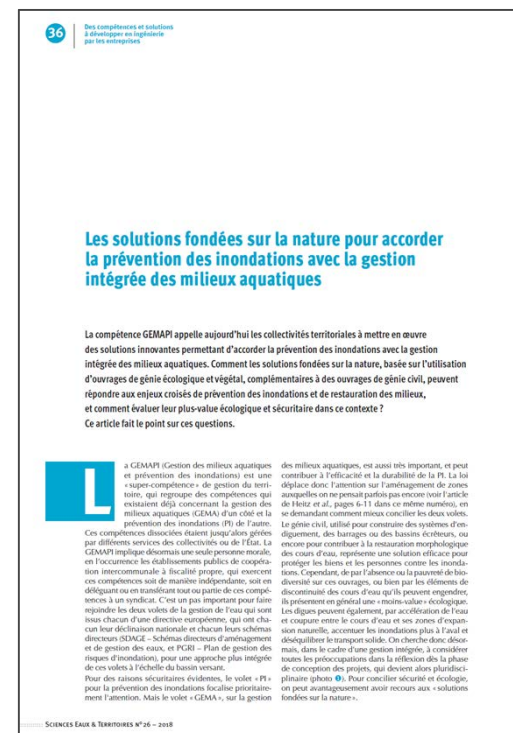 36
Des compétences et solutions
à développer en ingénierie
par les entreprises
Les solutions fondées sur la nature pour accorder
la prévention des inondations avec la gestion
intégrée des milieux aquatiques
La compétence GEMAPI appelle aujourd'hui les collectivités territoriales à mettre en œuvre
des solutions innovantes permettant d'accorder la prévention des inondations avec la gestion
intégrée des milieux aquatiques. Comment les solutions fondées sur la nature, basée sur l'utilisation
d'ouvrages de génie écologique et végétal, complémentaires à des ouvrages de génie civil, peuvent
répondre aux enjeux croisés de prévention des inondations et de restauration des milieux,
et comment évaluer leur plus-value écologique et sécuritaire dans ce contexte ?
Ce article fait le point sur ces questions.
La GEMAPI (Gestion des milieux aquatiques
et prévention des inondations) est une
« super-compétence » de gestion du terri-
toire, qui regroupe des compétences qui
existaient déjà concernant la gestion des
milieux aquatiques (GEMA) d'un côté et la
prévention des inondations (PI) de l'autre.
Ces compétences dissociées étaient jusqu'alors gérées
par différents services des collectivités ou de l'État. La
GEMAPI implique désormais une seule personne morale,
en l'occurrence les établissements publics de coopéra-
tion intercommunale à fiscalité propre, qui exercent
ces compétences soit de manière indépendante, soit en
déléguant ou en transférant tout ou partie de ces compé-
tences à un syndicat. C'est un pas important pour faire
rejoindre les deux volets de la gestion de l'eau qui sont
issus chacun d'une directive européenne, qui ont cha-
cun leur déclinaison nationale et chacun leurs schémas
directeurs (SDAGE – Schémas directeurs d'aménagement
et de gestion des eaux, et PGRI – Plan de gestion des
risques d'inondation), pour une approche plus intégrée
de ces volets à l'échelle du bassin versant.
Pour des raisons sécuritaires évidentes, le volet « PI »
pour la prévention des inondations focalise prioritaire-
ment l'attention. Mais le volet « GEMA », sur la gestion
des milieux aquatiques, est aussi très important, et peut
contribuer à l'efficacité et la durabilité de la PI. La loi
déplace donc l'attention sur l'aménagement de zones
auxquelles on ne pensait parfois pas encore (voir l'article
de Heitz et al., pages 6-11 dans ce même numéro), en
se demandant comment mieux concilier les deux volets.
Le génie civil, utilisé pour construire des systèmes d'en-
diguement, des barrages ou des bassins écrêteurs, ou
encore pour contribuer à la restauration morphologique
des cours d'eau, représente une solution efficace pour
protéger les biens et les personnes contre les inonda-
tions. Cependant, de par l'absence ou la pauvreté de bio-
diversité sur ces ouvrages, ou bien par les éléments de
discontinuité des cours d'eau qu'ils peuvent engendrer,
ils présentent en général une « moins-value » écologique.
Les digues peuvent également, par accélération de l'eau
et coupure entre le cours d'eau et ses zones d'expan-
sion naturelle, accentuer les inondations plus à l'aval et
déséquilibrer le transport solide. On cherche donc désor-
mais, dans le cadre d'une gestion intégrée, à considérer
toutes les préoccupations dans la réflexion dès la phase
de conception des projets, qui devient alors pluridisci-
plinaire (photo 1). Pour concilier sécurité et écologie,
on peut avantageusement avoir recours aux « solutions
fondées sur la nature ».
SCIENCES EAUX & TERRITOIRES N° 26 – 2018